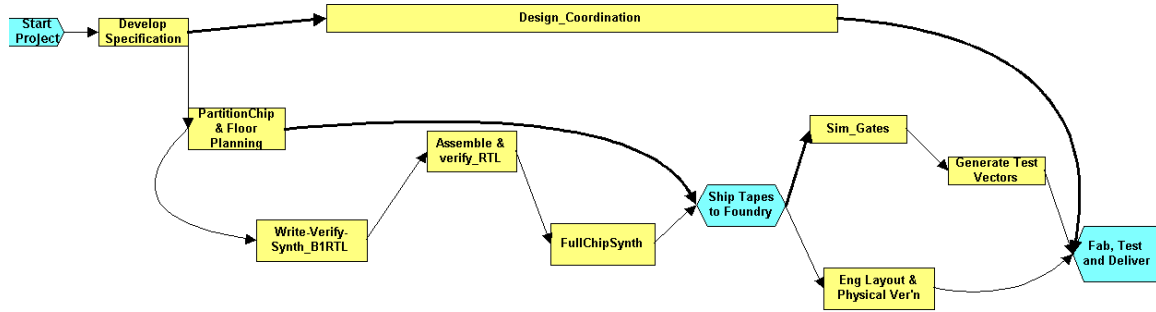 Start
Project
Develop
Specification
Design_Coordination
PartitionChip
& Floor
Planning
Assemble &
verify_RTL
Write-Verify-
Synth_B1RTL
FullChipSynth
Ship Tapes
to Foundry
Sim_Gates
Generate Test
Vectors
Eng Layout &
Physical Ver'n
Fab, Test
and Deliver